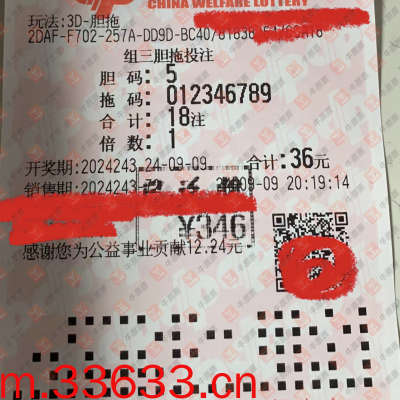 CHINA WELFARE LOTTERY
玩法:3D-胆拖
2DAF-F702-257A-DD9D-BC40/
组三胆拖投注
胆 码: 5
拖 码: 012346789
合 计: 18注
倍 数: 1
开奖期:2024243 24-09-09 合计:36元
销售期:2024243 09-09 20:19:14
¥346
感谢您为公益事业贡献12.24元
m.33633.cn